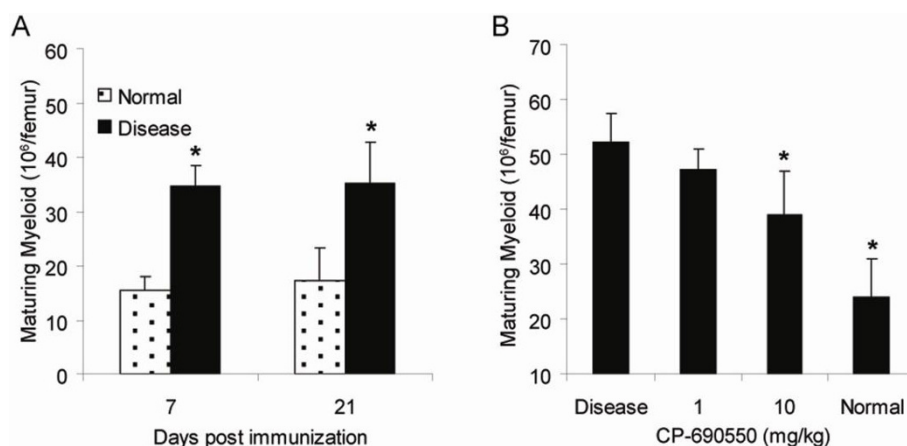 A
Maturing Myeloid (10⁶/femur)
60
50
40
30
20
10
0
Normal
Disease
*
*
7
21
Days post immunization
B
Maturing Myeloid (10⁶/femur)
70
60
50
40
30
20
10
*
*
Disease
1
10
Normal
CP-690550 (mg/kg)